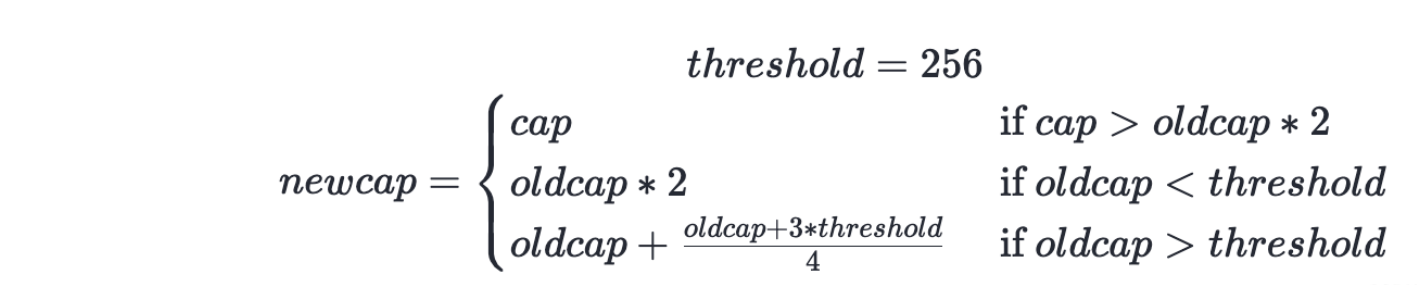 threshold = 256
newcap = { cap if cap > oldcap * 2
oldcap * 2 if oldcap < threshold
oldcap + (oldcap+3*threshold)/4 if oldcap > threshold